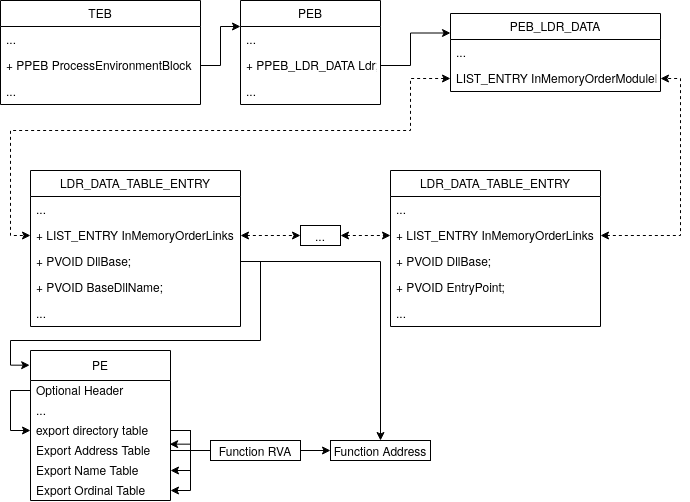 TEB
...
+ PPEB ProcessEnvironmentBlock
...
PEB
...
+ PPEB_LDR_DATA Ldr
...
PEB_LDR_DATA
...
LIST_ENTRY InMemoryOrderModule
LDR_DATA_TABLE_ENTRY
...
+ LIST_ENTRY InMemoryOrderLinks
+ PVOID DllBase;
+ PVOID BaseDllName;
...
...
LDR_DATA_TABLE_ENTRY
...
+ LIST_ENTRY InMemoryOrderLinks
+ PVOID DllBase;
+ PVOID EntryPoint;
...
PE
Optional Header
...
export directory table
Export Address Table
Export Name Table
Export Ordinal Table
Function RVA
Function Address